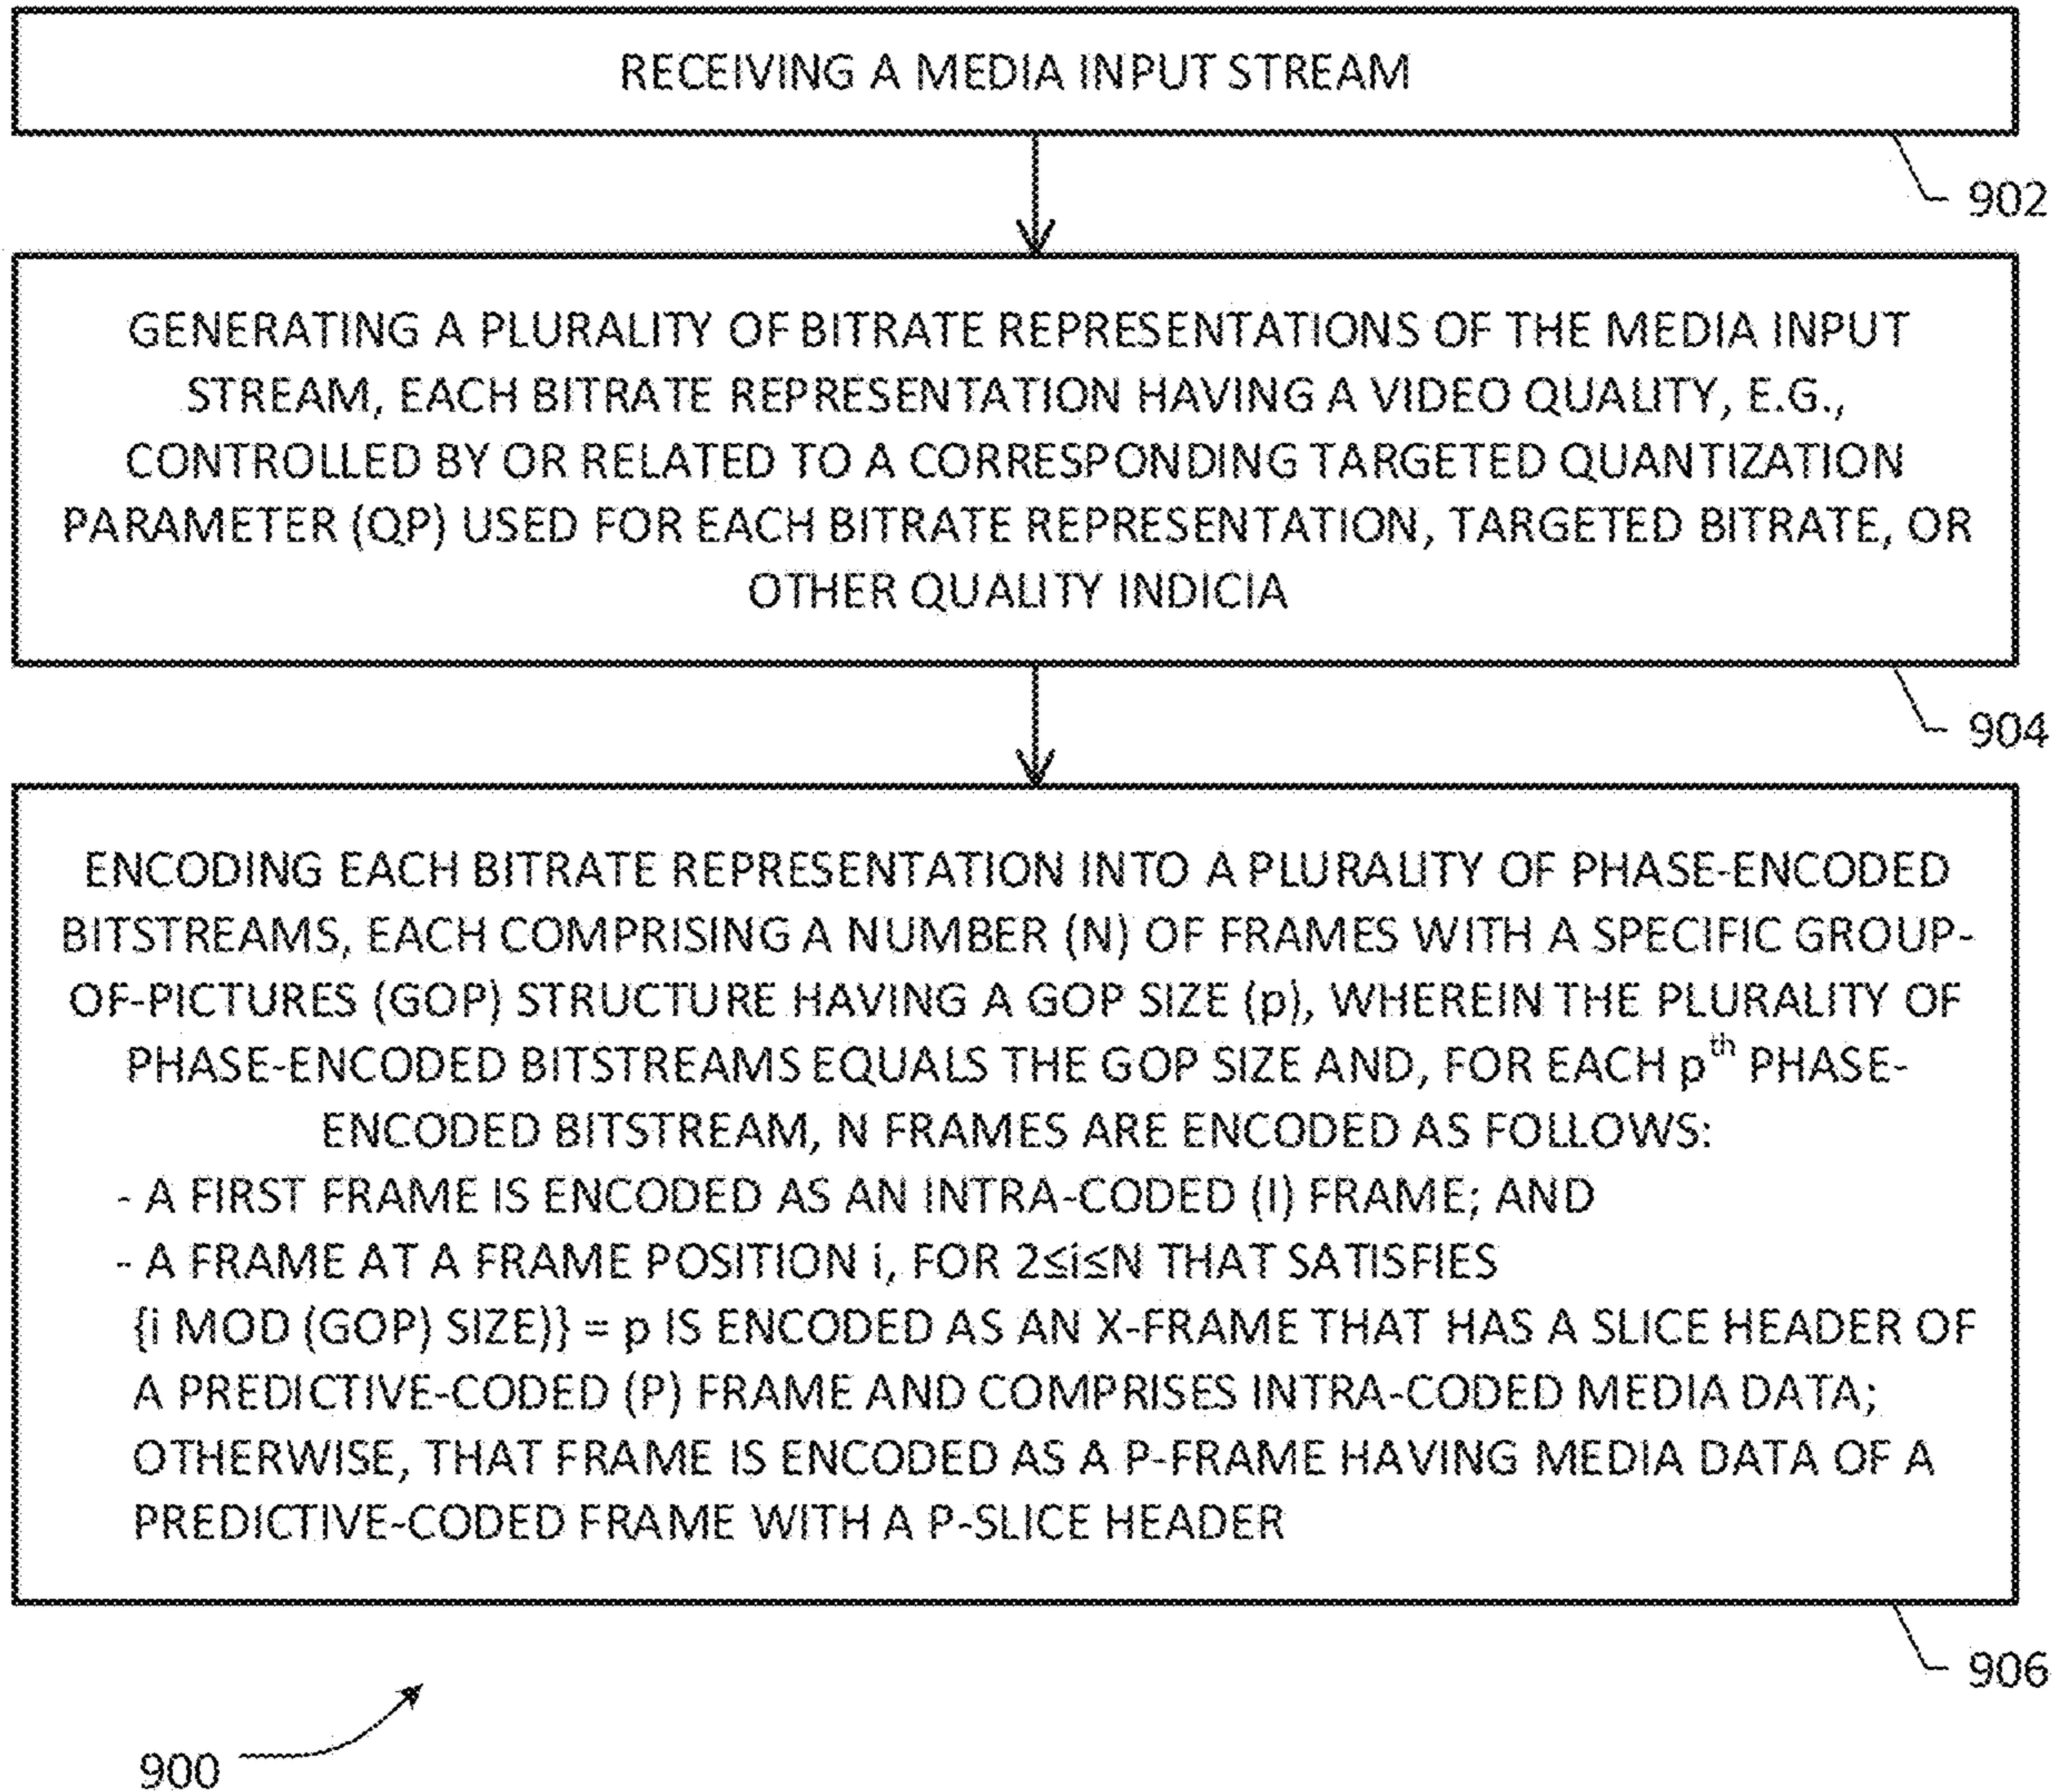 RECEIVING A MEDIA INPUT STREAM
902
GENERATING A PLURALITY OF BITRATE REPRESENTATIONS OF THE MEDIA INPUT
STREAM, EACH BITRATE REPRESENTATION HAVING A VIDEO QUALITY, E.G.,
CONTROLLED BY OR RELATED TO A CORRESPONDING TARGETED QUANTIZATION
PARAMETER (QP) USED FOR EACH BITRATE REPRESENTATION, TARGETED BITRATE, OR
OTHER QUALITY INDICIA
904
ENCODING EACH BITRATE REPRESENTATION INTO A PLURALITY OF PHASE-ENCODED
BITSTREAMS, EACH COMPRISING A NUMBER (N) OF FRAMES WITH A SPECIFIC GROUP-
OF-PICTURES (GOP) STRUCTURE HAVING A GOP SIZE (p), WHEREIN THE PLURALITY OF
PHASE-ENCODED BITSTREAMS EQUALS THE GOP SIZE AND, FOR EACH pth PHASE-
ENCODED BITSTREAM, N FRAMES ARE ENCODED AS FOLLOWS:
- A FIRST FRAME IS ENCODED AS AN INTRA-CODED (I) FRAME; AND
- A FRAME AT A FRAME POSITION i, FOR 2≤i≤N THAT SATISFIES
{i MOD (GOP) SIZE)} = p IS ENCODED AS AN X-FRAME THAT HAS A SLICE HEADER OF
A PREDICTIVE-CODED (P) FRAME AND COMPRISES INTRA-CODED MEDIA DATA;
OTHERWISE, THAT FRAME IS ENCODED AS A P-FRAME HAVING MEDIA DATA OF A
PREDICTIVE-CODED FRAME WITH A P-SLICE HEADER
906
900